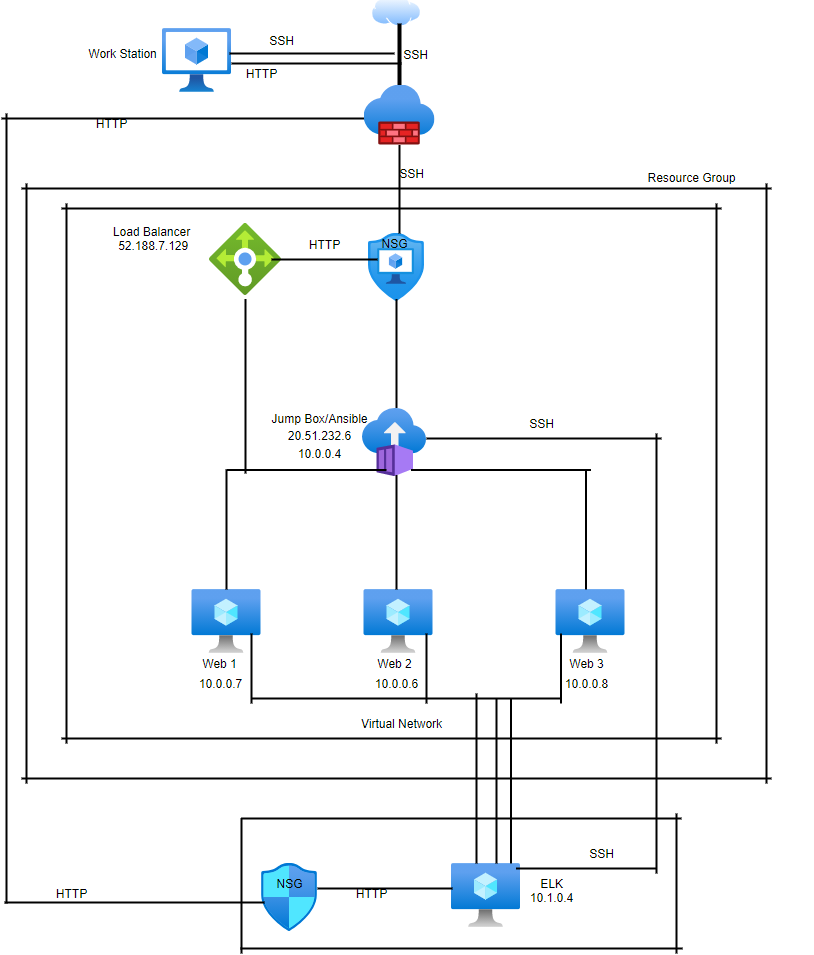 SSH
Work Station
SSH
HTTP
HTTP
SSH
Resource Group
Load Balancer
52.188.7.129
HTTP
NSG
Jump Box/Ansible
20.51.232.6
10.0.0.4
SSH
Web 1
10.0.0.7
Web 2
10.0.0.6
Web 3
10.0.0.8
Virtual Network
SSH
NSG
HTTP
HTTP
ELK
10.1.0.4